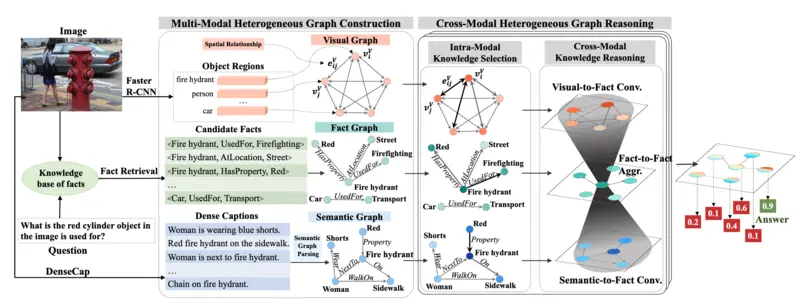 Image
Multi-Modal Heterogeneous Graph Construction
Cross-Modal Heterogeneous Graph Reasoning
Faster
R-CNN
Spatial Relationship
Visual Graph
Object Regions
fire hydrant
person
...
car
e_ij^V
v_i^V
v_j^V
Candidate Facts
<Fire hydrant, UsedFor, Firefighting>
<Fire hydrant, AtLocation, Street>
<Fire hydrant, HasProperty, Red>
...
<Car, UsedFor, Transport>
Fact Graph
Red
Street
Firefighting
HasProperty
AtLocation
UsedFor
Fire hydrant
Car
UsedFor
Transport
Knowledge
base of facts
Fact Retrieval
What is the red cylinder object in
the image is used for?
Question
DenseCap
Dense Captions
Woman is wearing blue shorts.
Red fire hydrant on the sidewalk.
Woman is next to fire hydrant.
...
Chain on fire hydrant.
Semantic
Graph
Parsing
Semantic Graph
Red
Shorts
Property
Fire hydrant
Wear
NextTo
On
WalkOn
Woman
Sidewalk
Intra-Modal
Knowledge Selection
e_ij^V
v_i^V
v_j^V
Red
Street
Firefighting
HasProperty
AtLocation
UsedFor
Fire hydrant
Car
UsedFor
Transport
Red
Shorts
Property
Fire hydrant
Wear
NextTo
On
WalkOn
Woman
Sidewalk
Cross-Modal
Knowledge Reasoning
Visual-to-Fact Conv.
Fact-to-Fact
Aggr.
Semantic-to-Fact Conv.
0.2
0.1
0.6
0.4
0.1
0.9
Answer